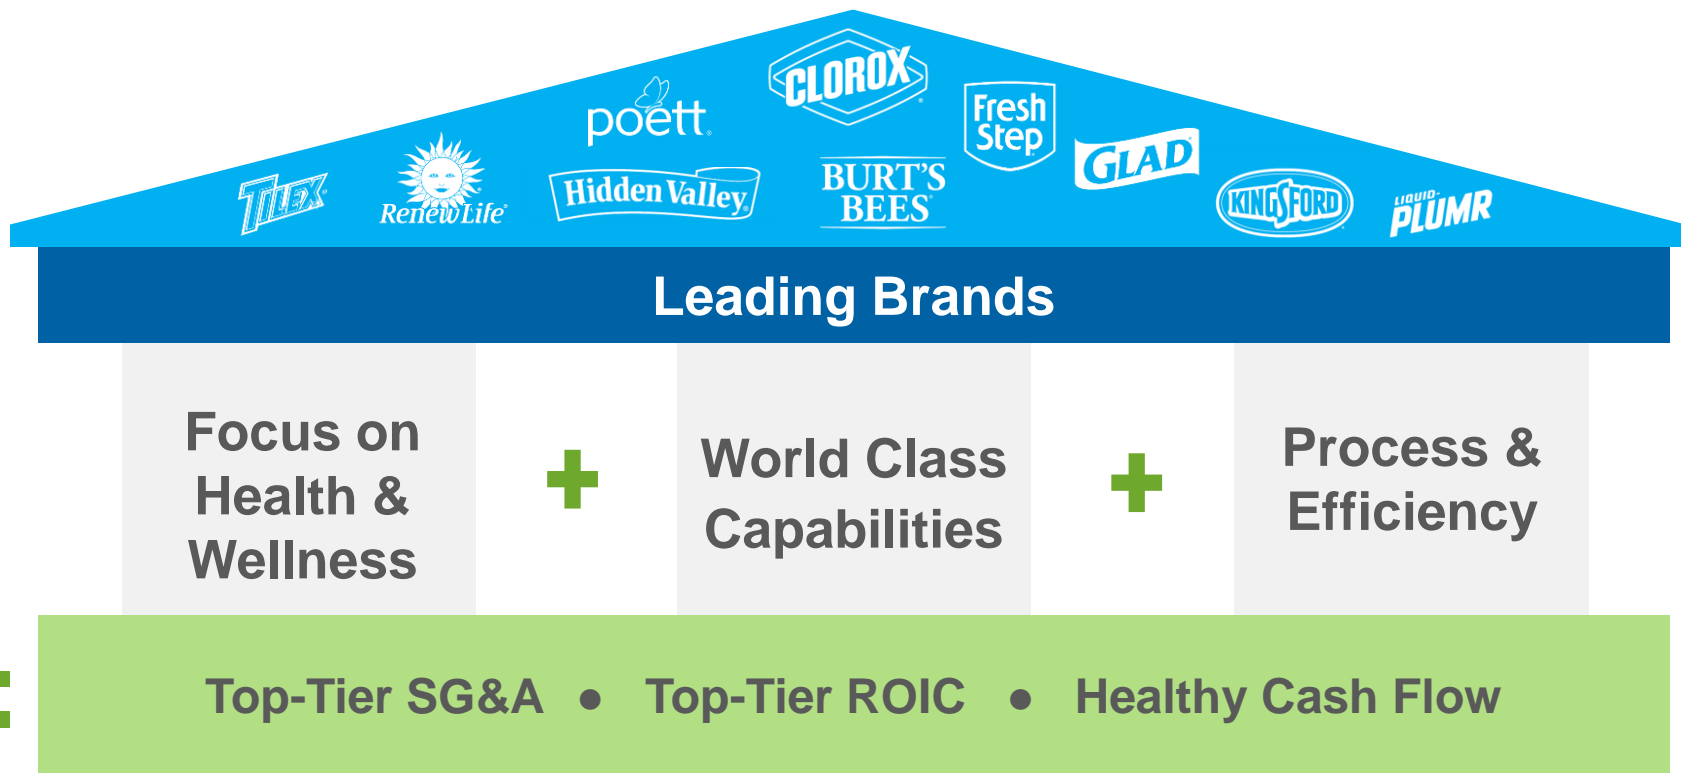 CLOROX
poett
Fresh
Step
GLAD
TILEX
RenewLife
Hidden Valley
BURT'S
BEES
KINGSFORD
LIQUID-
PLUMR
Leading Brands
Focus on
Health &
Wellness
World Class
Capabilities
Process &
Efficiency
Top-Tier SG&A ● Top-Tier ROIC ● Healthy Cash Flow